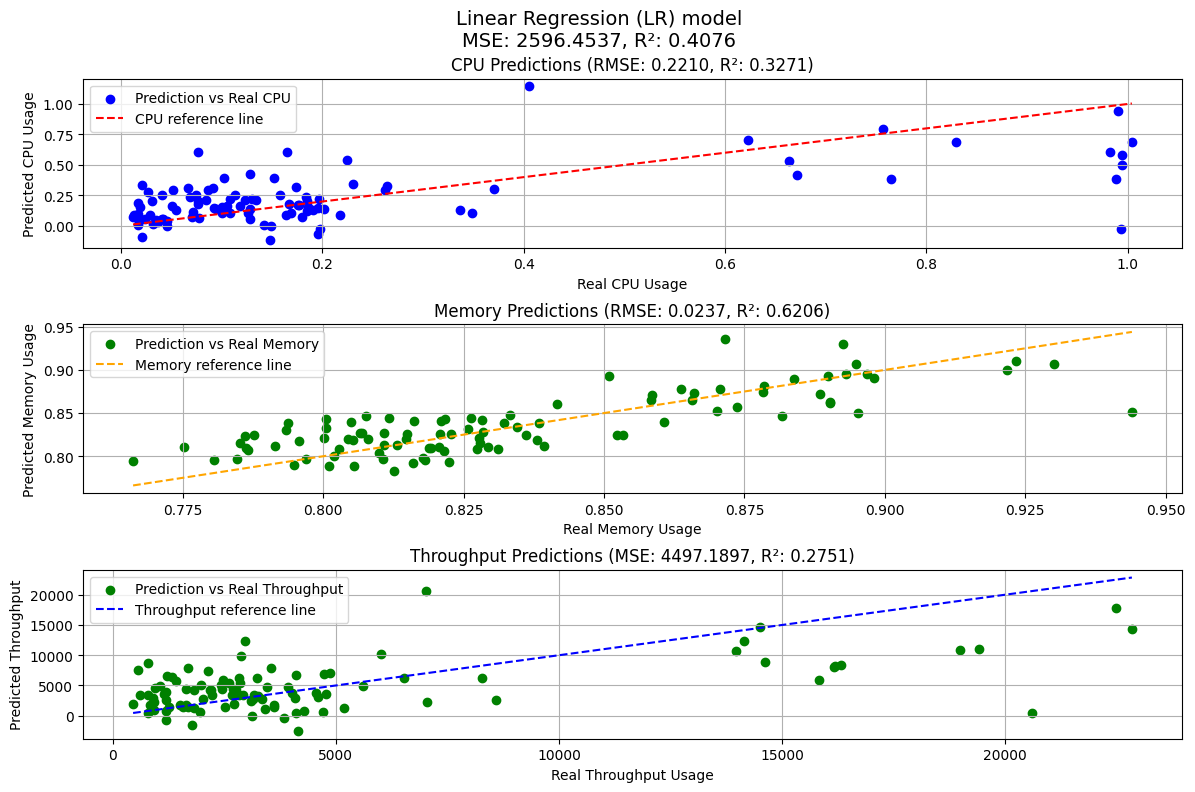 Linear Regression (LR) model
MSE: 2596.4537, R²: 0.4076
CPU Predictions (RMSE: 0.2210, R²: 0.3271)
Prediction vs Real CPU
CPU reference line
Predicted CPU Usage
1.00
0.75
0.50
0.25
0.00
0.0 0.2 0.4 0.6 0.8 1.0
Real CPU Usage
Memory Predictions (RMSE: 0.0237, R²: 0.6206)
Prediction vs Real Memory
Memory reference line
Predicted Memory Usage
0.95
0.90
0.85
0.80
0.775 0.800 0.825 0.850 0.875 0.900 0.925 0.950
Real Memory Usage
Throughput Predictions (MSE: 4497.1897, R²: 0.2751)
Prediction vs Real Throughput
Throughput reference line
Predicted Throughput
20000
15000
10000
5000
0
0 5000 10000 15000 20000
Real Throughput Usage